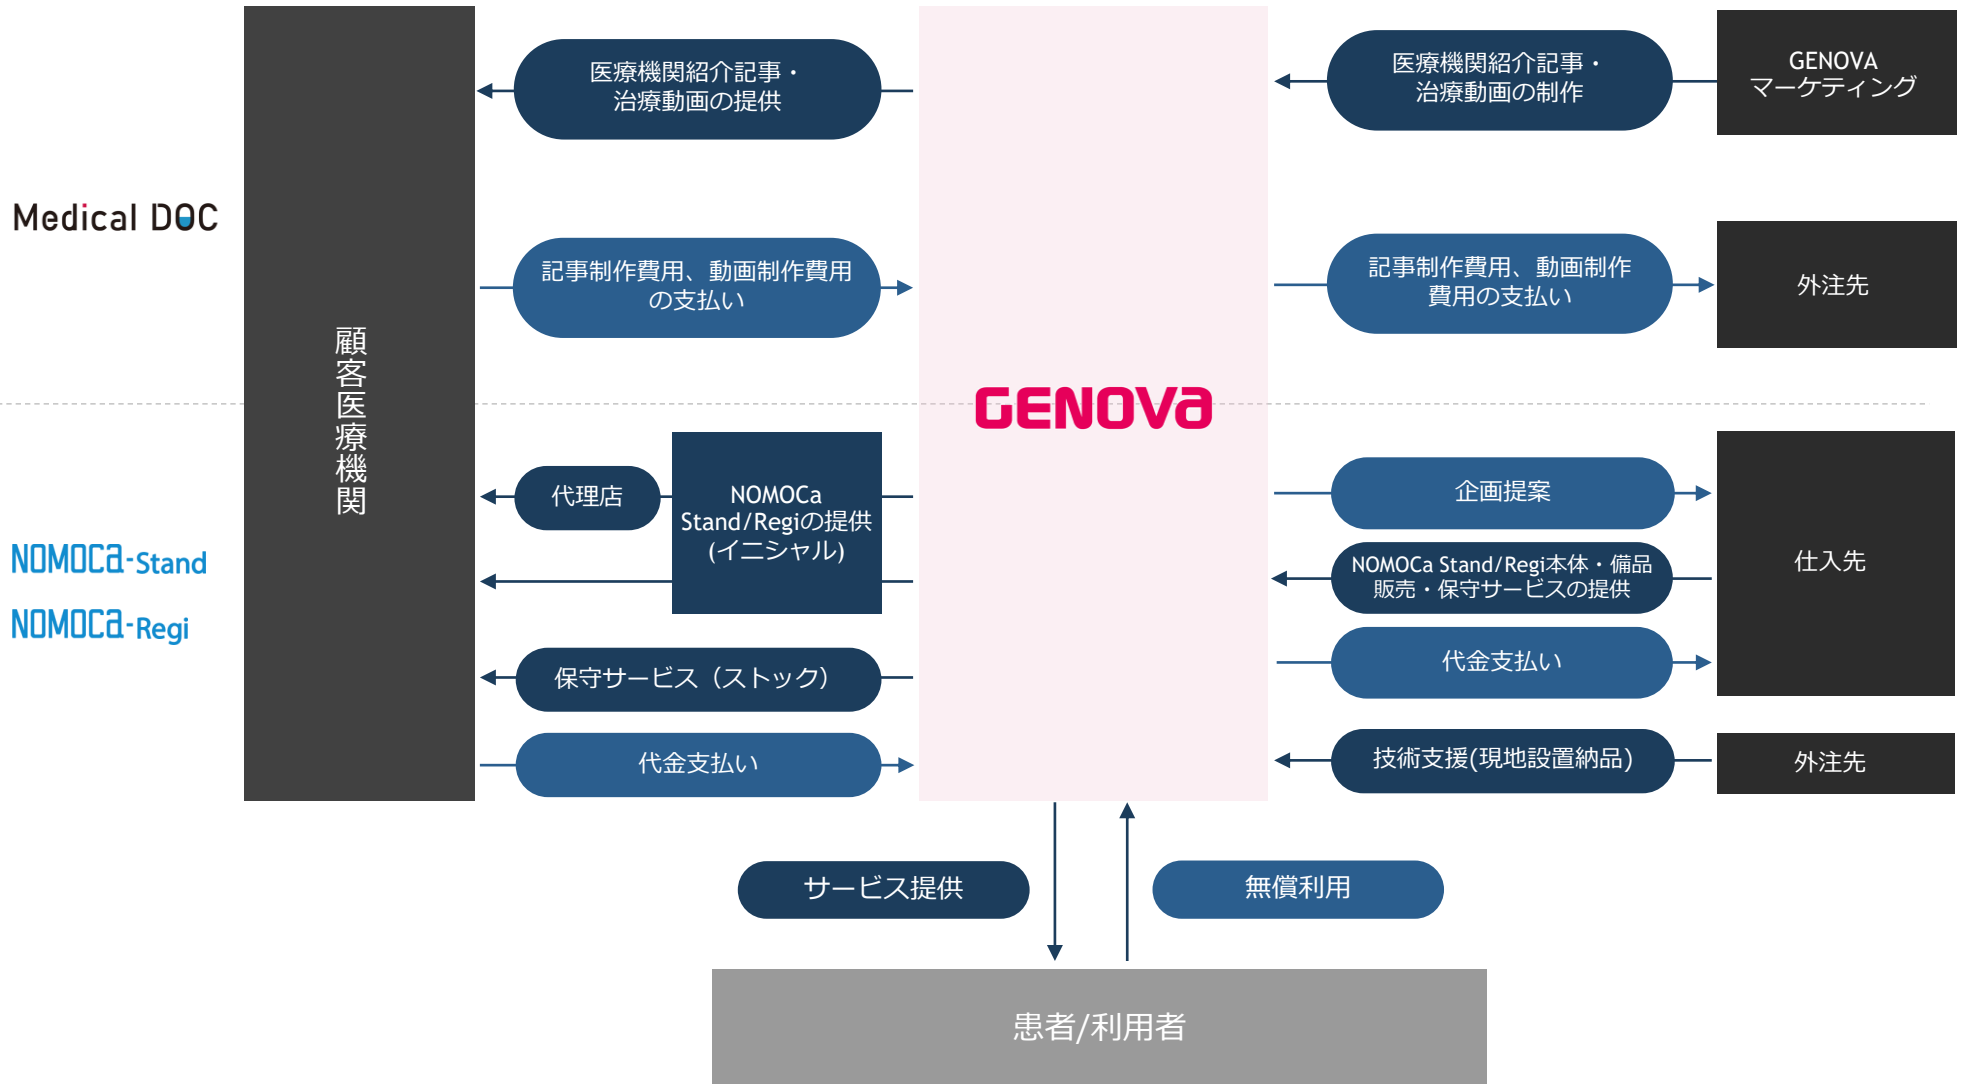 医療機関紹介記事・
治療動画の提供
医療機関紹介記事・
治療動画の制作
GENOVA
マーケティング
Medical DOC
記事制作費用、動画制作費用
の支払い
記事制作費用、動画制作
費用の支払い
外注先
顧客医療機関
GENOVA
代理店
NOMOCa
Stand/Regiの提供
(イニシャル)
企画提案
NOMOCa-Stand
NOMOCa-Regi
NOMOCa Stand/Regi本体・備品
販売・保守サービスの提供
仕入先
保守サービス（ストック）
代金支払い
代金支払い
技術支援(現地設置納品)
外注先
サービス提供
無償利用
患者/利用者